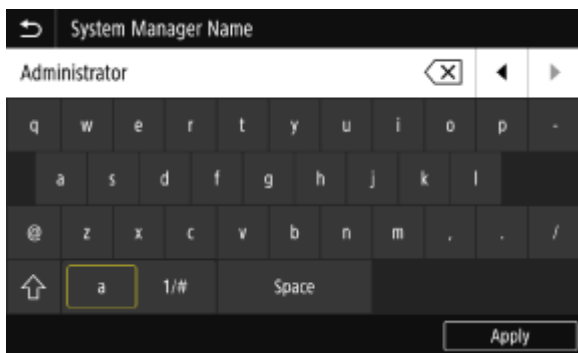 System Manager Name
Administrator
q w e r t y u i o p -
a s d f g h j k l
@ z x c v b n m , . /
a 1/# Space
Apply